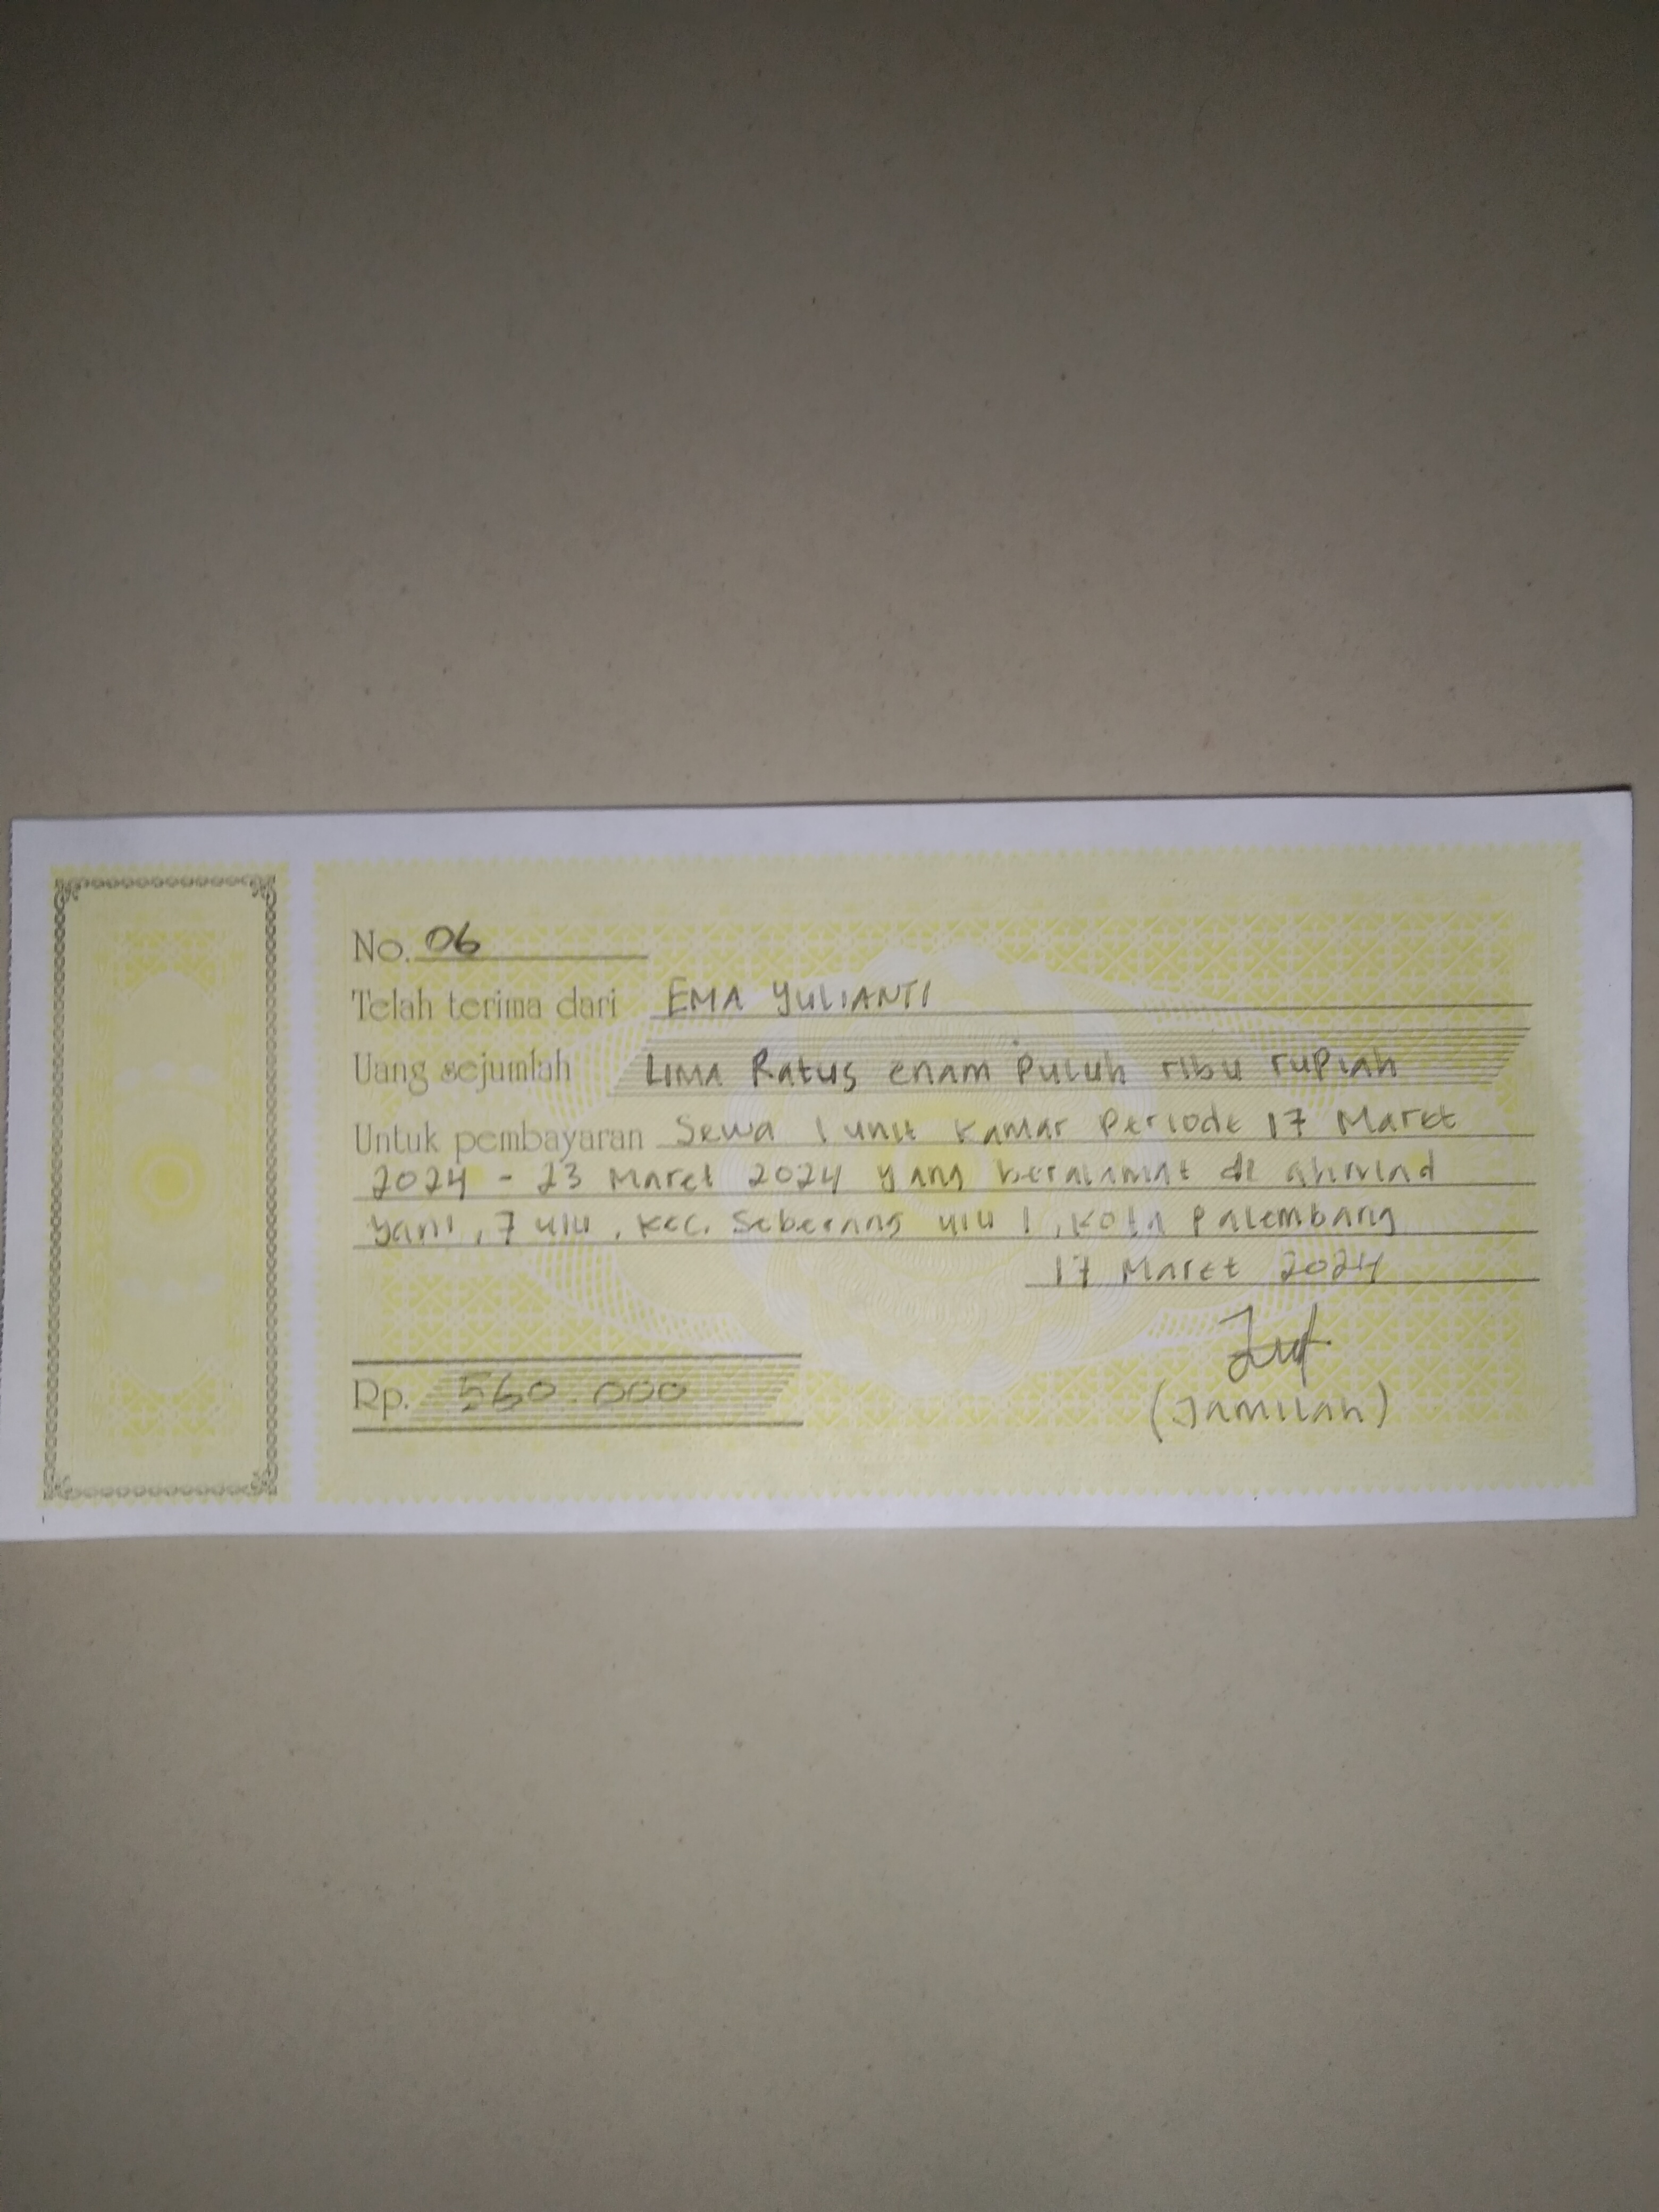 No. 06
Telah terima dari EMA YULIANTI
Uang sejumlah LIMA Ratus enam Puluh ribu rupiah
Untuk pembayaran Sewa 1 unit Kamar Periode 17 Maret
2024 - 23 Maret 2024 yang beralamat di ahmad
yani, 7 ulu, Kec. Seberang ulu 1, Kota Palembang
17 Maret 2024
Rp. 560.000
(Jamilah)